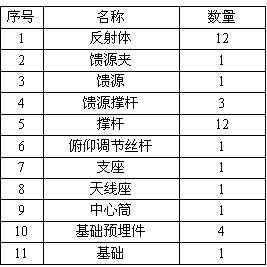 序号 名称 数量
1 反射体 12
2 馈源夹 1
3 馈源 1
4 馈源撑杆 3
5 撑杆 12
6 俯仰调节丝杆 1
7 支座 1
8 天线座 1
9 中心筒 1
10 基础预埋件 4
11 基础 1